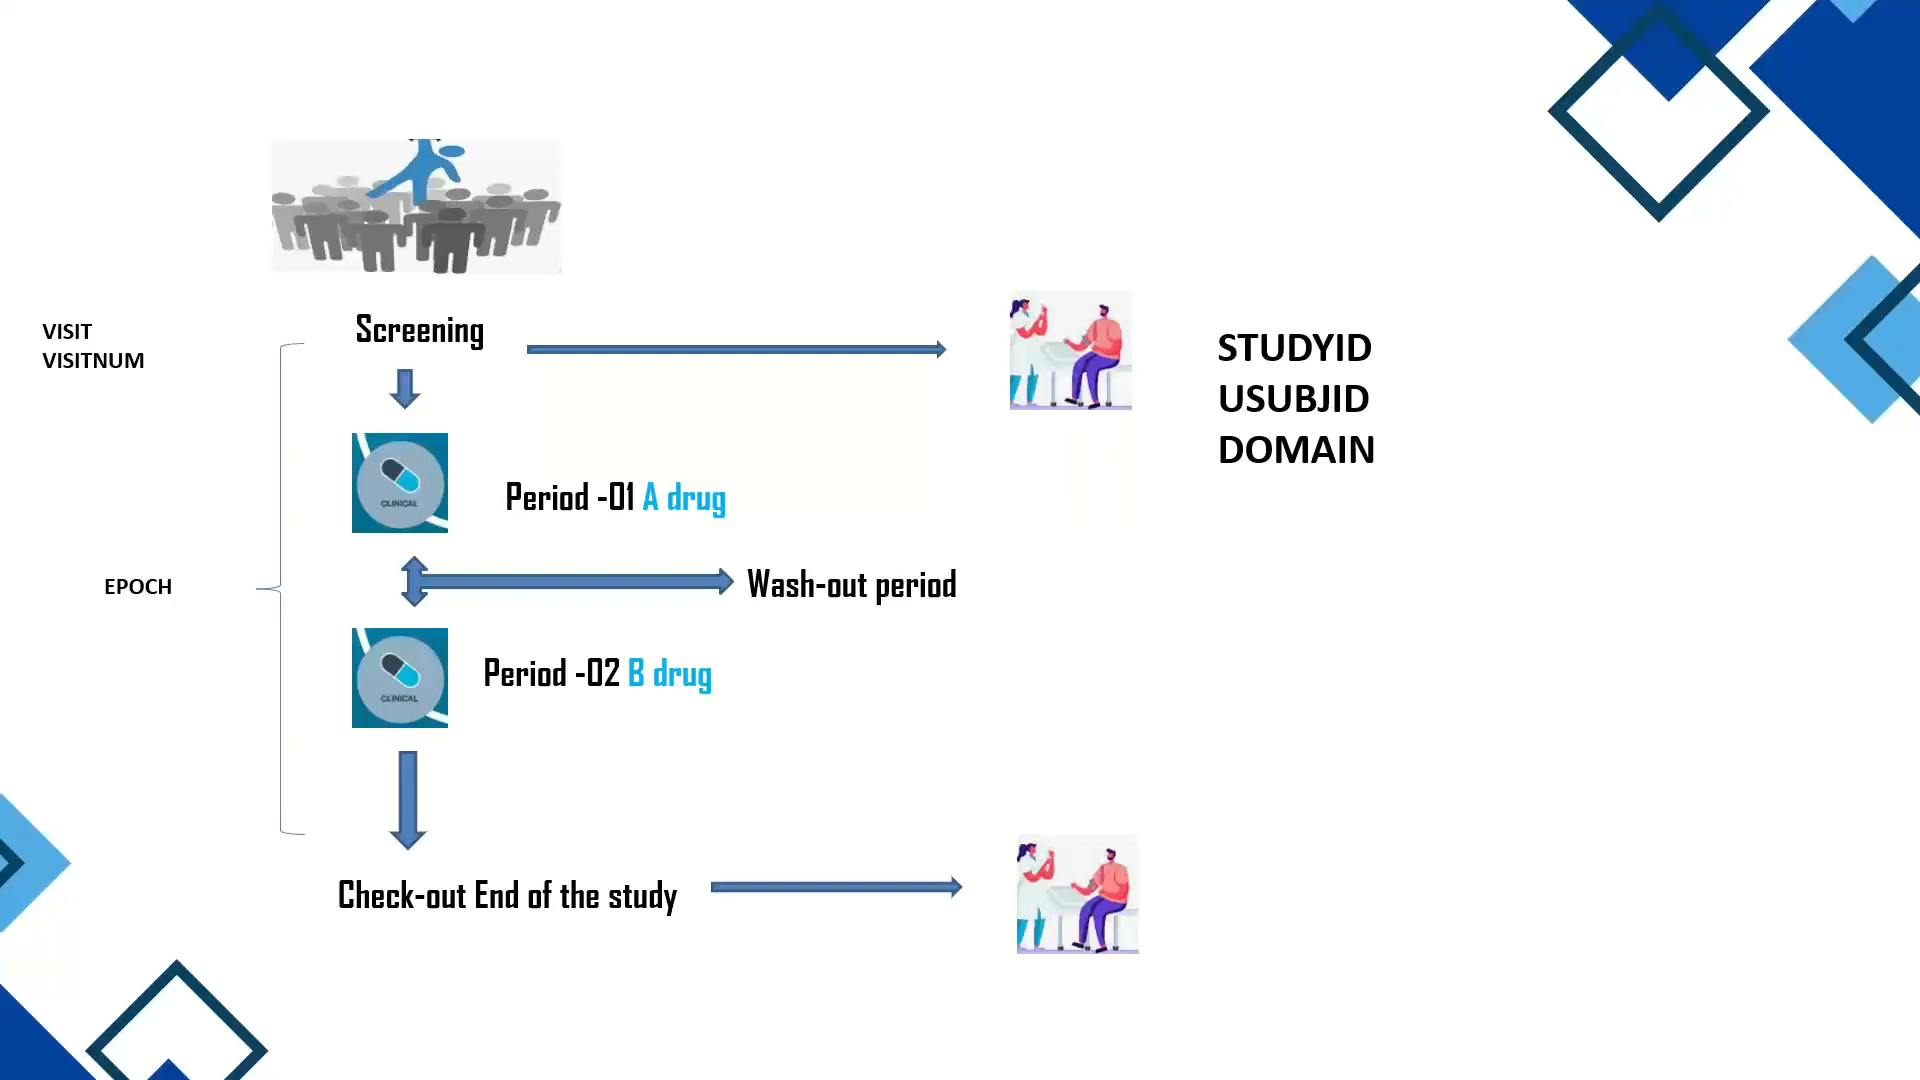 VISIT
VISITNUM
Screening
STUDYID
USUBJID
DOMAIN
CLINICAL
Period -01 A drug
EPOCH
Wash-out period
CLINICAL
Period -02 B drug
Check-out End of the study